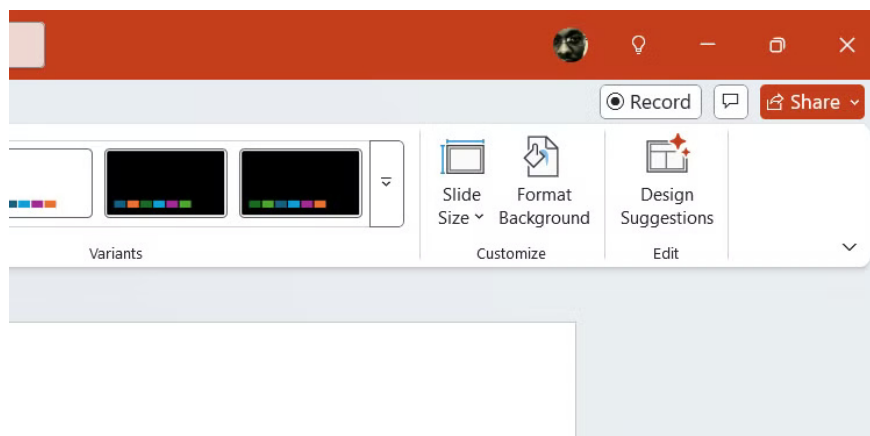 Record
Share
Slide
Size
Format
Background
Design
Suggestions
Variants
Customize
Edit